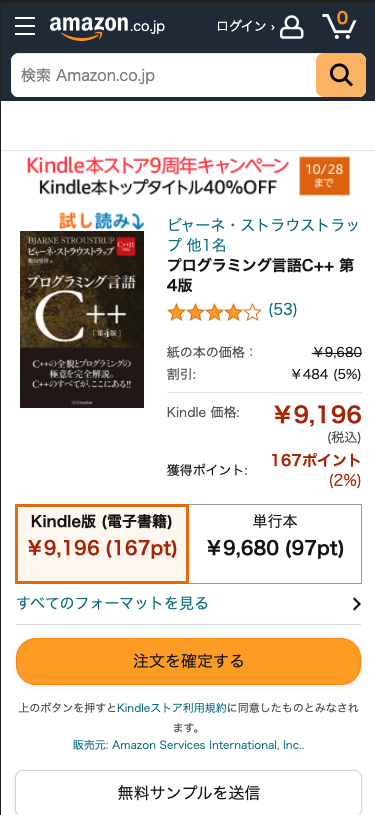 amazon.co.jp
ログイン ›
0
検索 Amazon.co.jp
Kindle本ストア9周年キャンペーン
Kindle本トップタイトル40%OFF
10/28
まで
試し読み
BJARNE STROUSTRUP
ビャーネ・ストラウストラップ
C++11
プログラミング言語
C++
[第4版]
C++の全貌とプログラミングの
極意を完全解説。
C++のすべてが、ここにある!!
ビャーネ・ストラウストラッ
プ 他1名
プログラミング言語C++ 第
4版
(53)
紙の本の価格：
￥9,680
割引:
￥484 (5%)
Kindle 価格:
￥9,196
(税込)
獲得ポイント:
167ポイント
(2%)
Kindle版 (電子書籍)
￥9,196 (167pt)
単行本
￥9,680 (97pt)
すべてのフォーマットを見る
注文を確定する
上のボタンを押すとKindleストア利用規約に同意したものとみなされ
ます。
販売元: Amazon Services International, Inc..
無料サンプルを送信